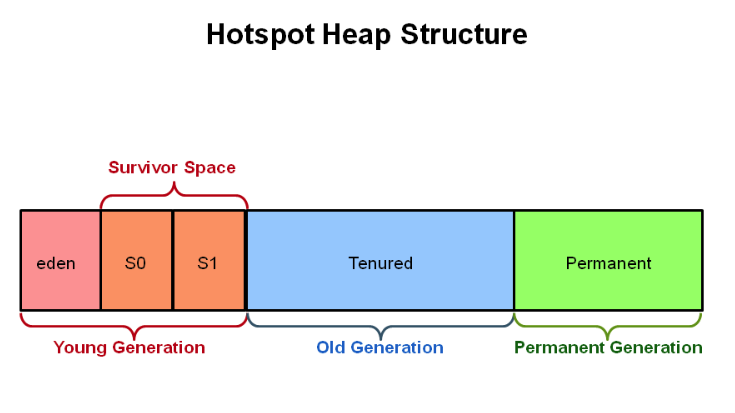 Hotspot Heap Structure
Survivor Space
eden
S0
S1
Tenured
Permanent
Young Generation
Old Generation
Permanent Generation